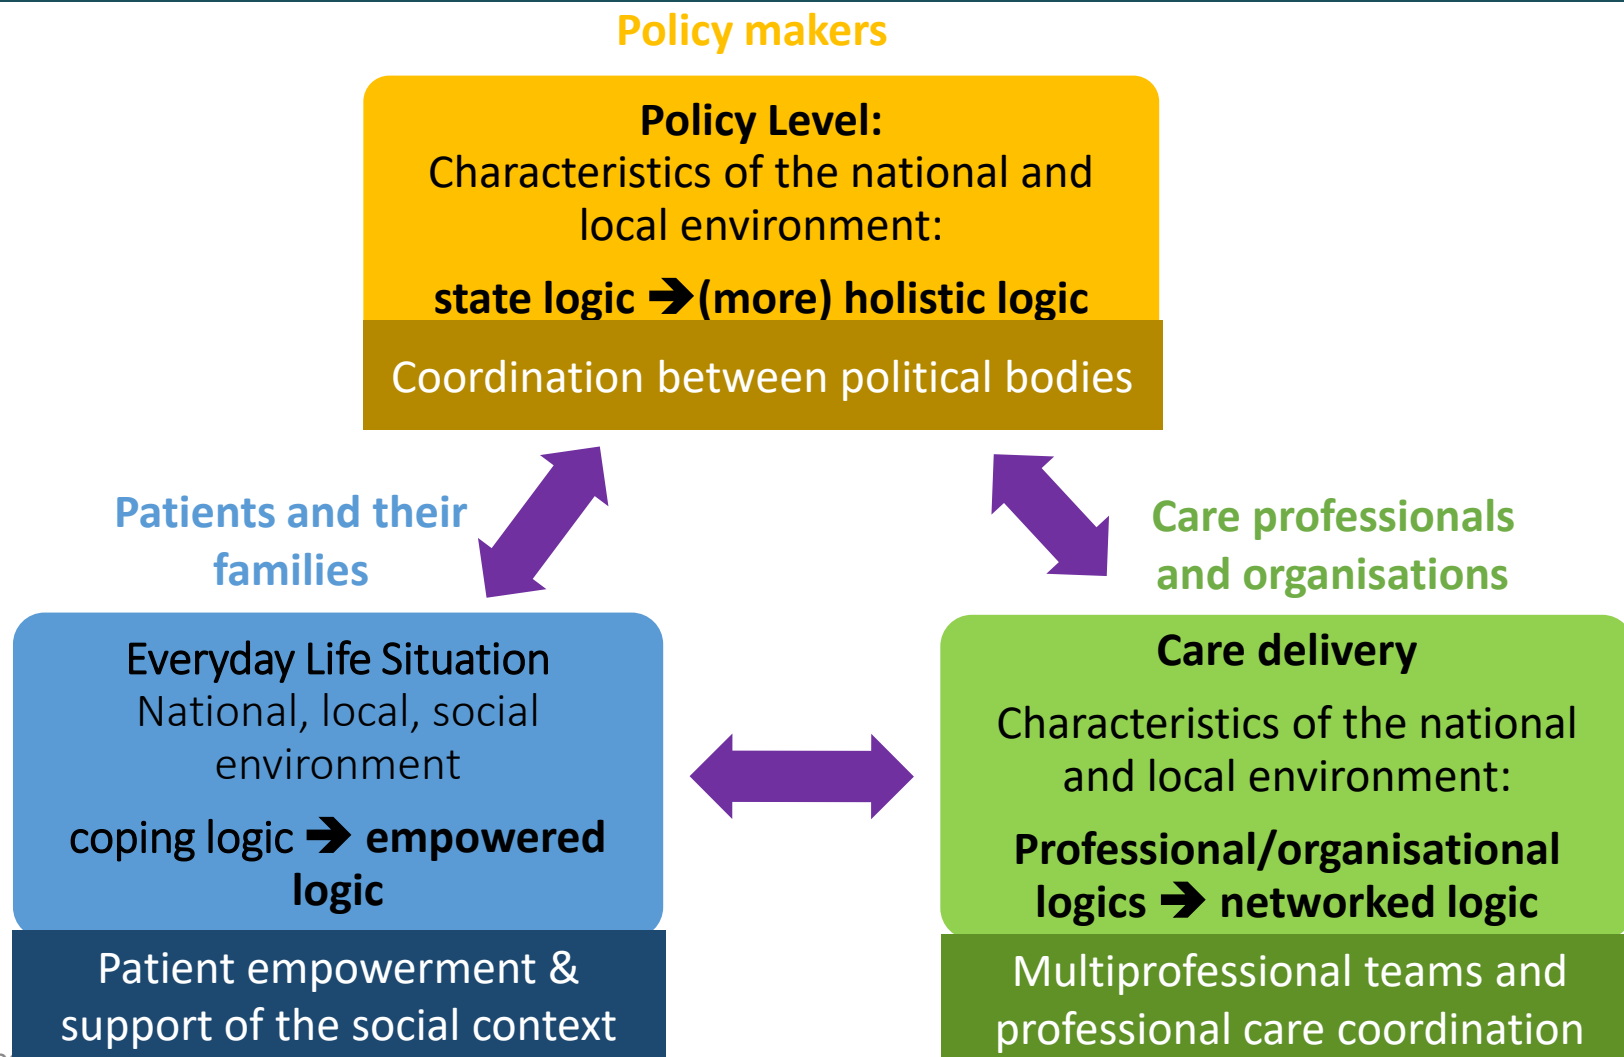 Policy makers
Policy Level:
Characteristics of the national and
local environment:
state logic ➔(more) holistic logic
Coordination between political bodies
Patients and their
families
Care professionals
and organisations
Everyday Life Situation
National, local, social
environment
coping logic ➔ empowered
logic
Patient empowerment &
support of the social context
Care delivery
Characteristics of the national
and local environment:
Professional/organisational
logics ➔ networked logic
Multiprofessional teams and
professional care coordination